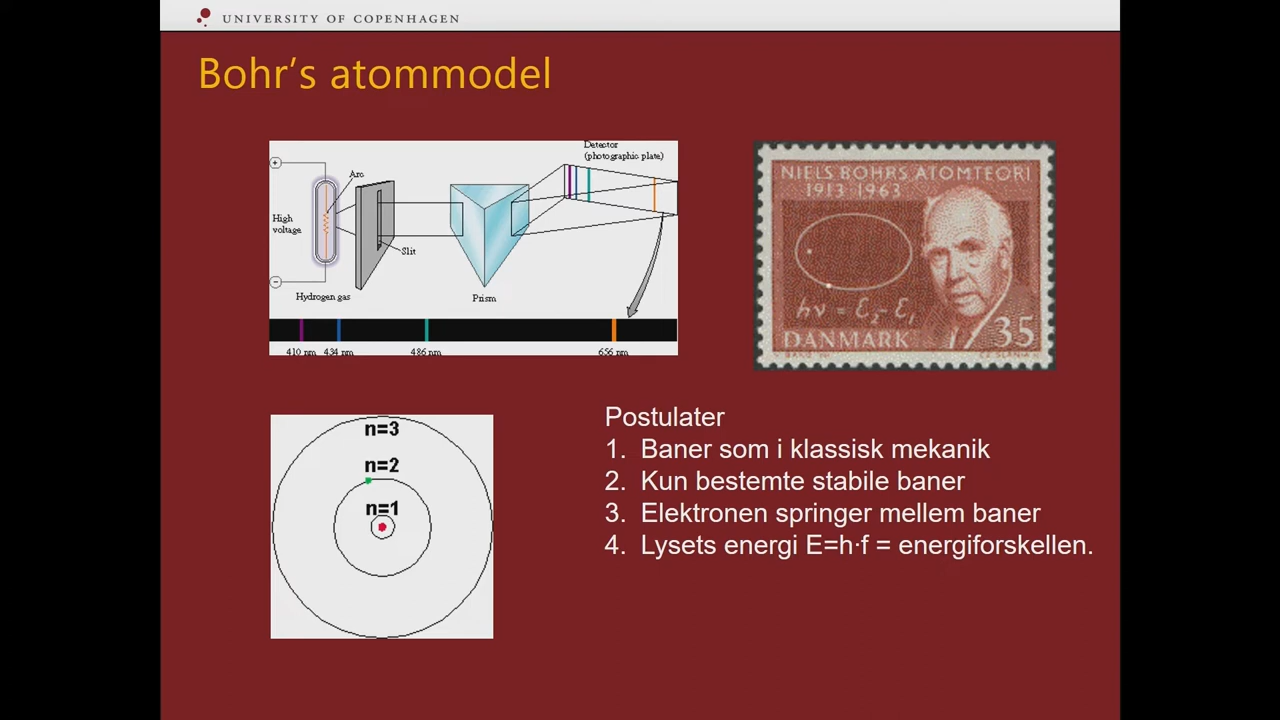 UNIVERSITY OF COPENHAGEN
Bohr's atommodel
Detector
(photographic plate)
Arc
High
voltage
Slit
Hydrogen gas
Prism
410 nm 434 nm 486 nm 656 nm
NIELS BOHRS ATOMTEORI
1913 1963
hν = E₂-E₁
35
DANMARK
n=3
n=2
n=1
Postulater
1. Baner som i klassisk mekanik
2. Kun bestemte stabile baner
3. Elektronen springer mellem baner
4. Lysets energi E=h·f = energiforskellen.